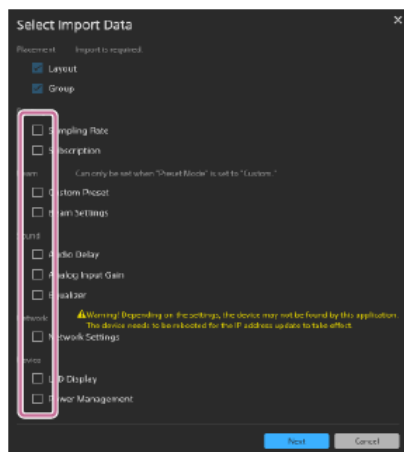 Select Import Data
Placement Import is required.
Layout
Group
Sampling Rate
Subscription
Beam Can only be set when "Preset Mode" is set to "Custom."
Custom Preset
Beam Settings
Sound
Audio Delay
Analog Input Gain
Equalizer
Network Warning! Depending on the settings, the device may not be found by this application.
The device needs to be rebooted for the IP address update to take effect.
Network Settings
Device
LED Display
Power Management
Next Cancel